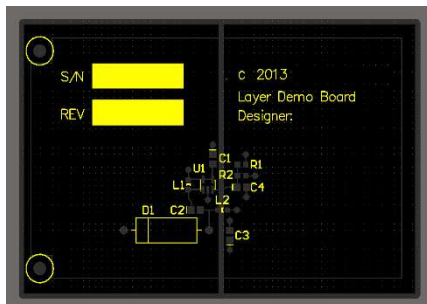 S/N
c 2013
REV
Layer Demo Board
Designer:
C1
U1
R1
R2
L1
C4
D1
C2
L2
C3